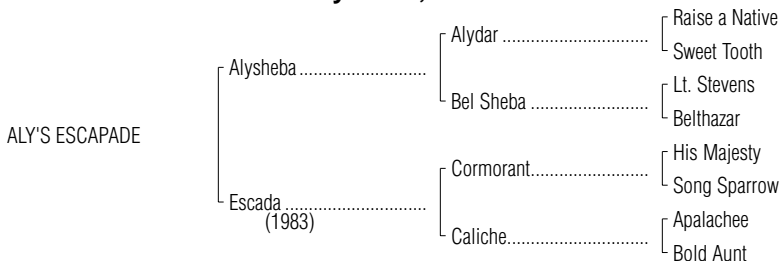 Raise a Native
Alydar
Sweet Tooth
Alysheba
Lt. Stevens
Bel Sheba
Belthazar
ALY'S ESCAPADE
His Majesty
Cormorant
Song Sparrow
Escada
(1983)
Apalachee
Caliche
Bold Aunt